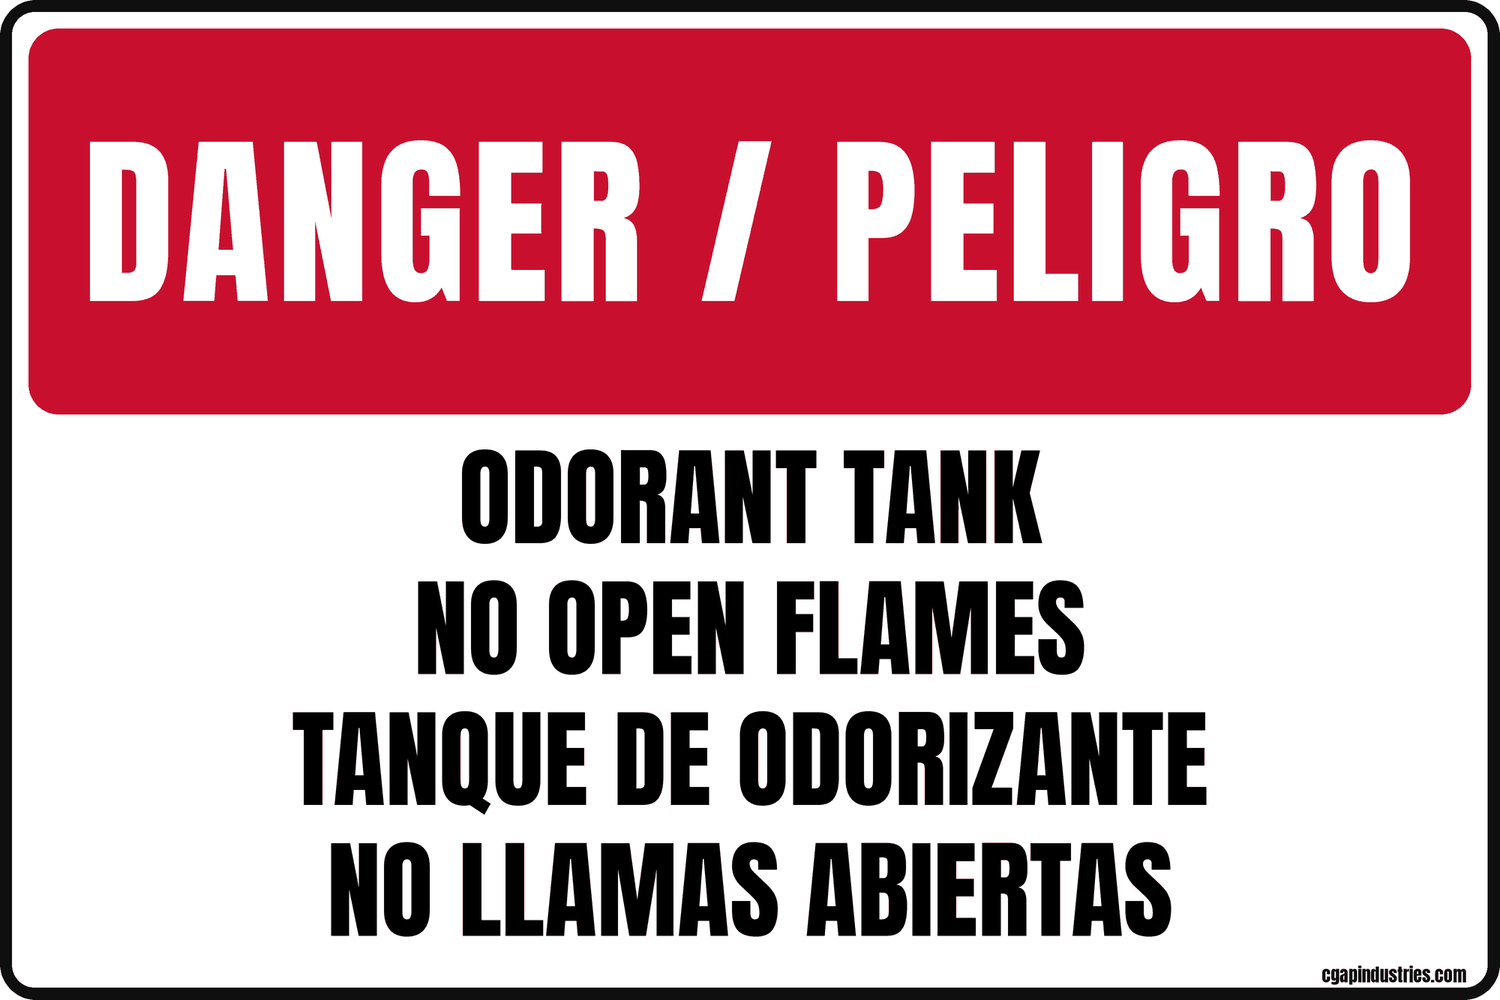 DANGER / PELIGRO
ODORANT TANK
NO OPEN FLAMES
TANQUE DE ODORIZANTE
NO LLAMAS ABIERTAS
cgapindustries.com